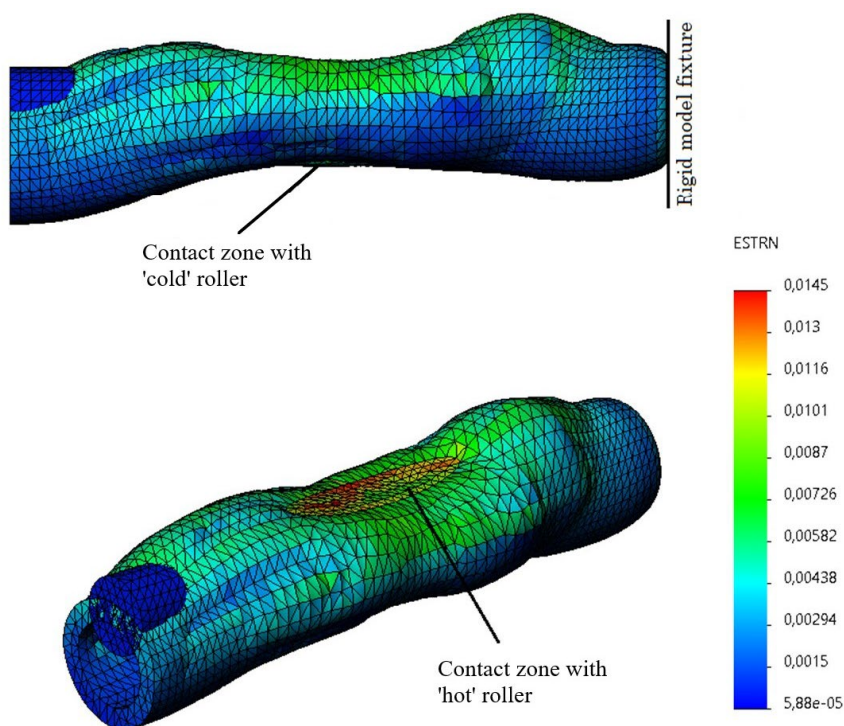 Rigid model fixture
Contact zone with
'cold' roller
ESTRN
0,0145
0,013
0,0116
0,0101
0,0087
0,00726
0,00582
0,00438
0,00294
0,0015
5,88e-05
Contact zone with
'hot' roller